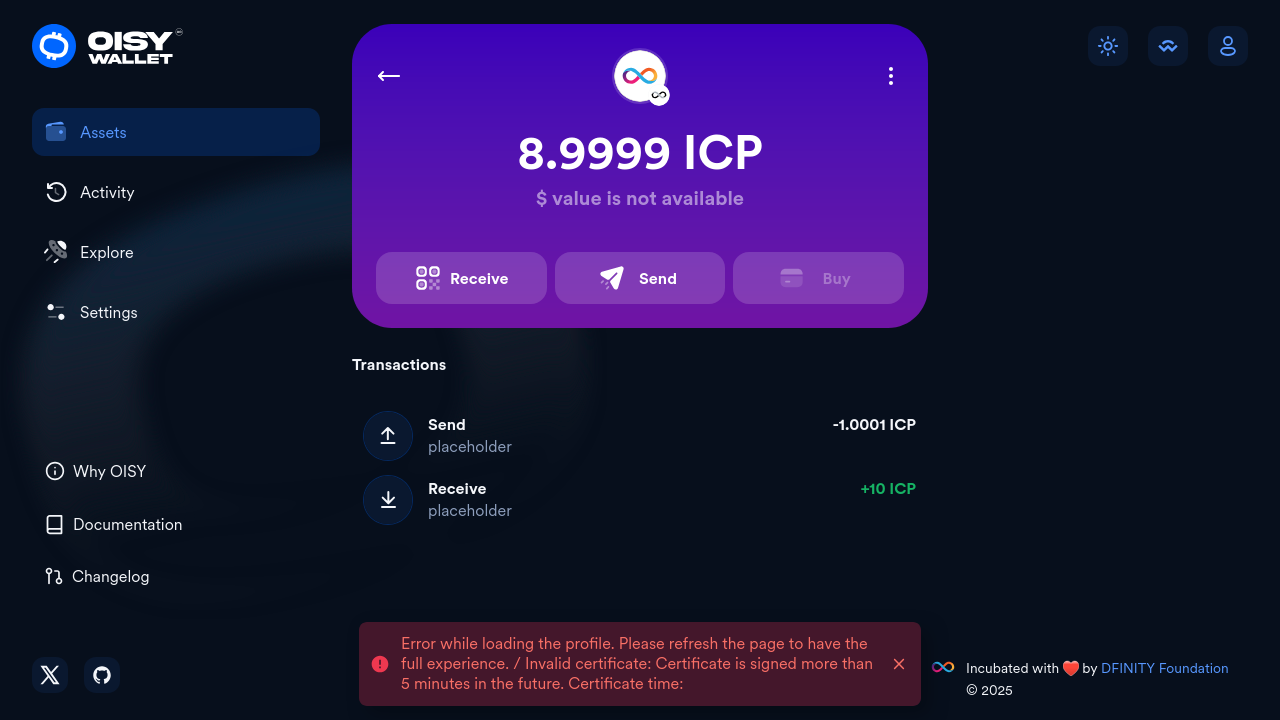 OISY
WALLET
Assets
Activity
Explore
Settings
Why OISY
Documentation
Changelog
8.9999 ICP
$ value is not available
Receive
Send
Buy
Transactions
Send
-1.0001 ICP
placeholder
Receive
+10 ICP
placeholder
Error while loading the profile. Please refresh the page to have the
full experience. / Invalid certificate: Certificate is signed more than
5 minutes in the future. Certificate time:
Incubated with ❤️ by DFINITY Foundation
© 2025